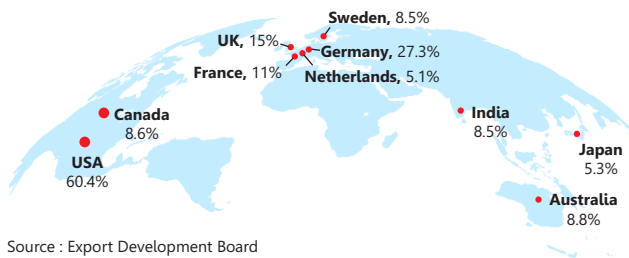 Sweden, 8.5%
UK, 15%
Germany, 27.3%
France, 11%
Netherlands, 5.1%
Canada
8.6%
USA
60.4%
India
8.5%
Japan
5.3%
Australia
8.8%
Source : Export Development Board